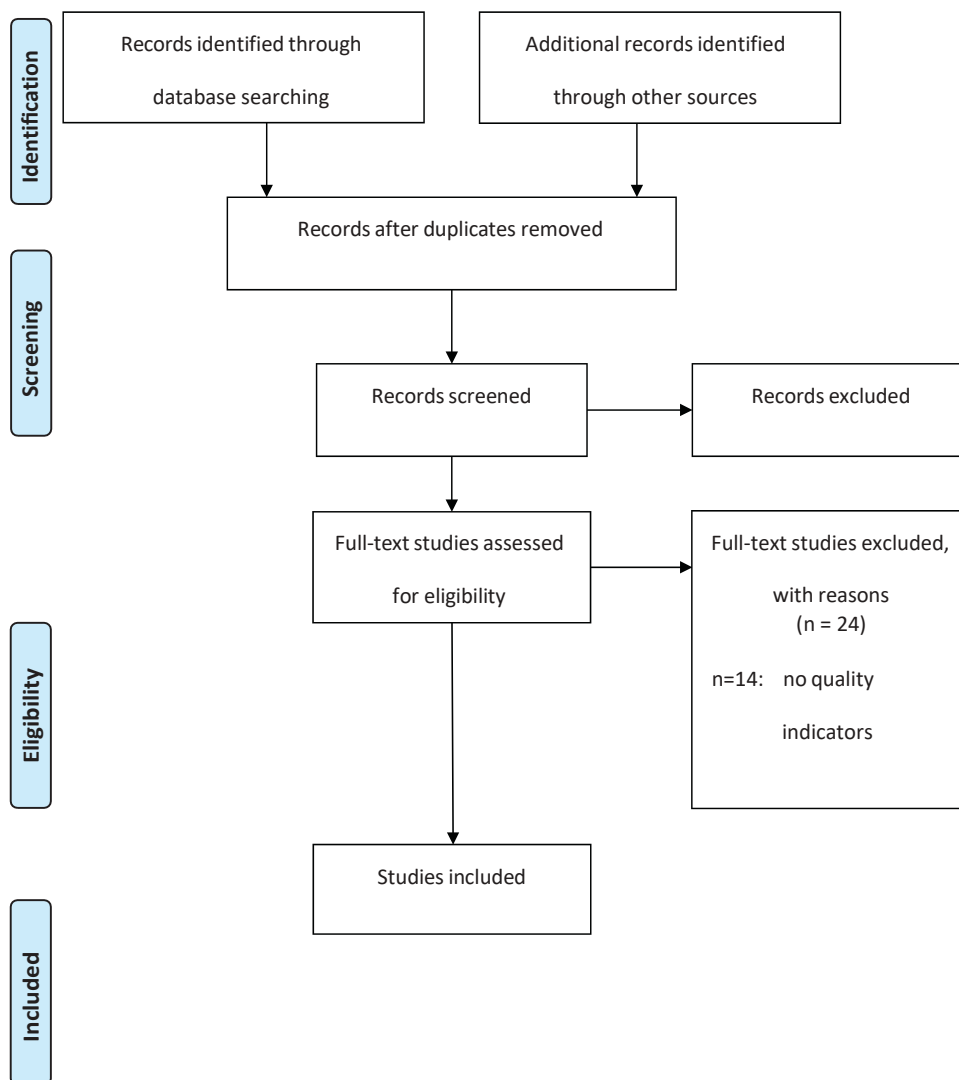 Identification
Records identified through
database searching
Additional records identified
through other sources
Records after duplicates removed
Screening
Records screened
Records excluded
Full-text studies assessed
for eligibility
Full-text studies excluded,
with reasons
(n = 24)
n=14: no quality
indicators
Eligibility
Studies included
Included